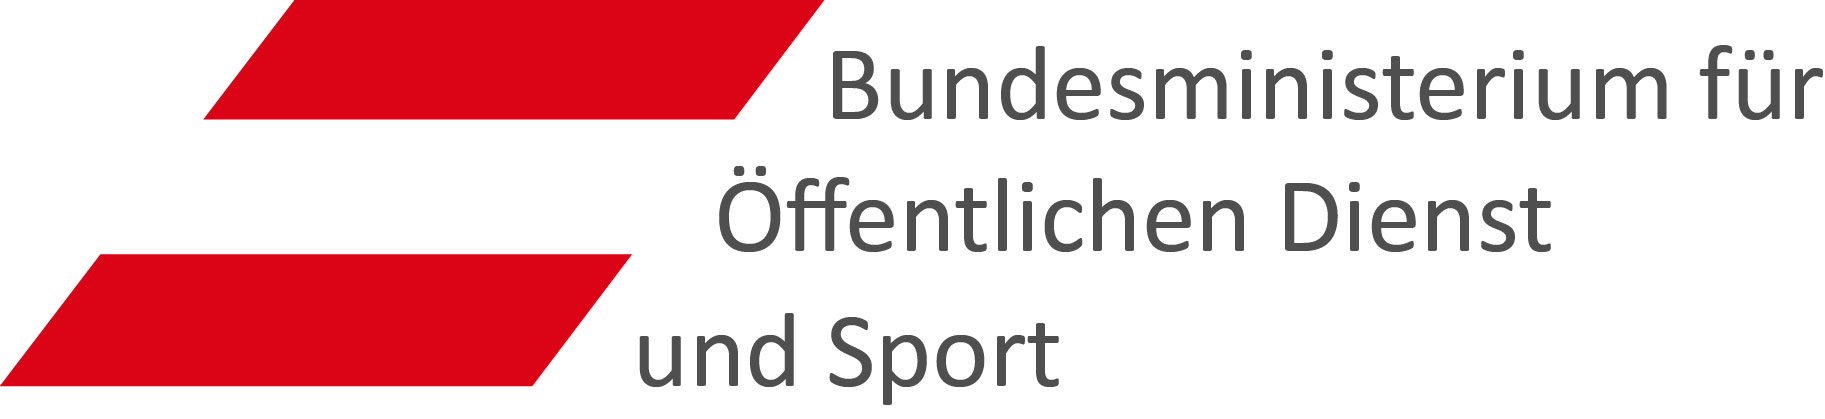 Bundesministerium für
Öffentlichen Dienst
und Sport